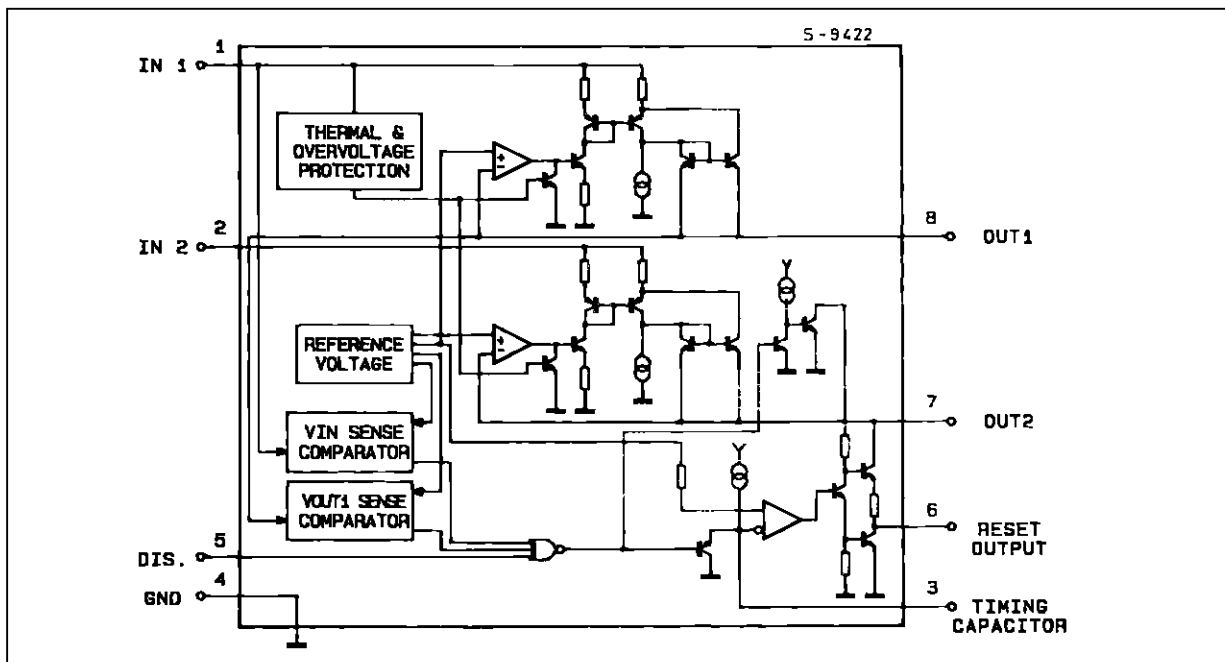 S-9422
1
IN 1
THERMAL &
OVERVOLTAGE
PROTECTION
+
-
8
OUT1
2
IN 2
REFERENCE
VOLTAGE
+
-
7
OUT2
VIN SENSE
COMPARATOR
VOUT1 SENSE
COMPARATOR
6
RESET
OUTPUT
5
DIS.
4
GND
3
TIMING
CAPACITOR